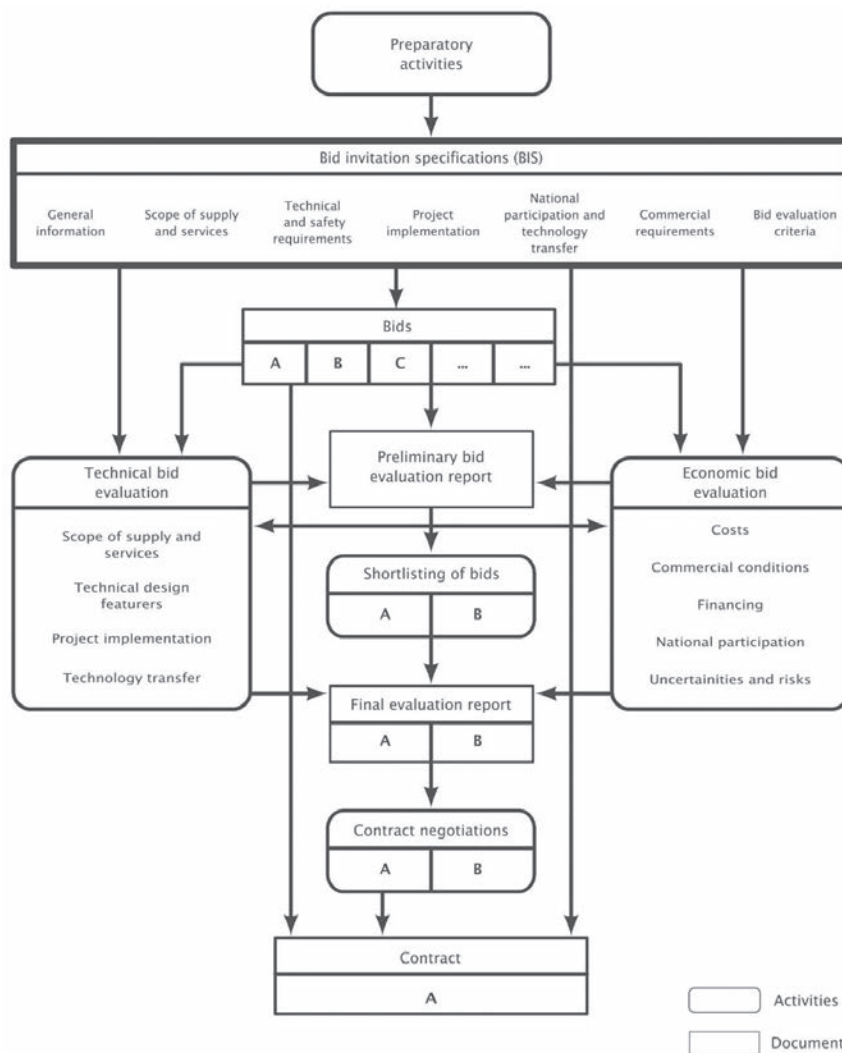 Preparatory
activities
Bid invitation specifications (BIS)
General
information
Scope of supply
and services
Technical
and safety
requirements
Project
implementation
National
participation and
technology
transfer
Commercial
requirements
Bid evaluation
criteria
Bids
A B C ... ...
Technical bid
evaluation
Scope of supply and
services
Technical design
featurers
Project implementation
Technology transfer
Preliminary bid
evaluation report
Economic bid
evaluation
Costs
Commercial conditions
Financing
National participation
Uncertainities and risks
Shortlisting of bids
A B
Final evaluation report
A B
Contract negotiations
A B
Contract
A
Activities
Document